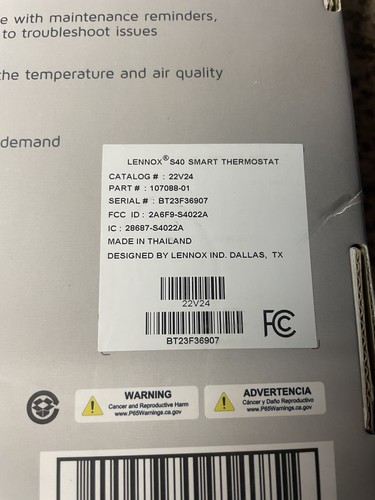 e with maintenance reminders,
to troubleshoot issues
the temperature and air quality
demand
LENNOX® S40 SMART THERMOSTAT
CATALOG # : 22V24
PART # : 107088-01
SERIAL # : BT23F36907
FCC ID : 2A6F9-S4022A
IC : 28687-S4022A
MADE IN THAILAND
DESIGNED BY LENNOX IND. DALLAS, TX
22V24
FC
BT23F36907
WARNING
Cancer and Reproductive Harm
www.P65Warnings.ca.gov
ADVERTENCIA
Cáncer y Daño Reproductivo
www.P65Warnings.ca.gov